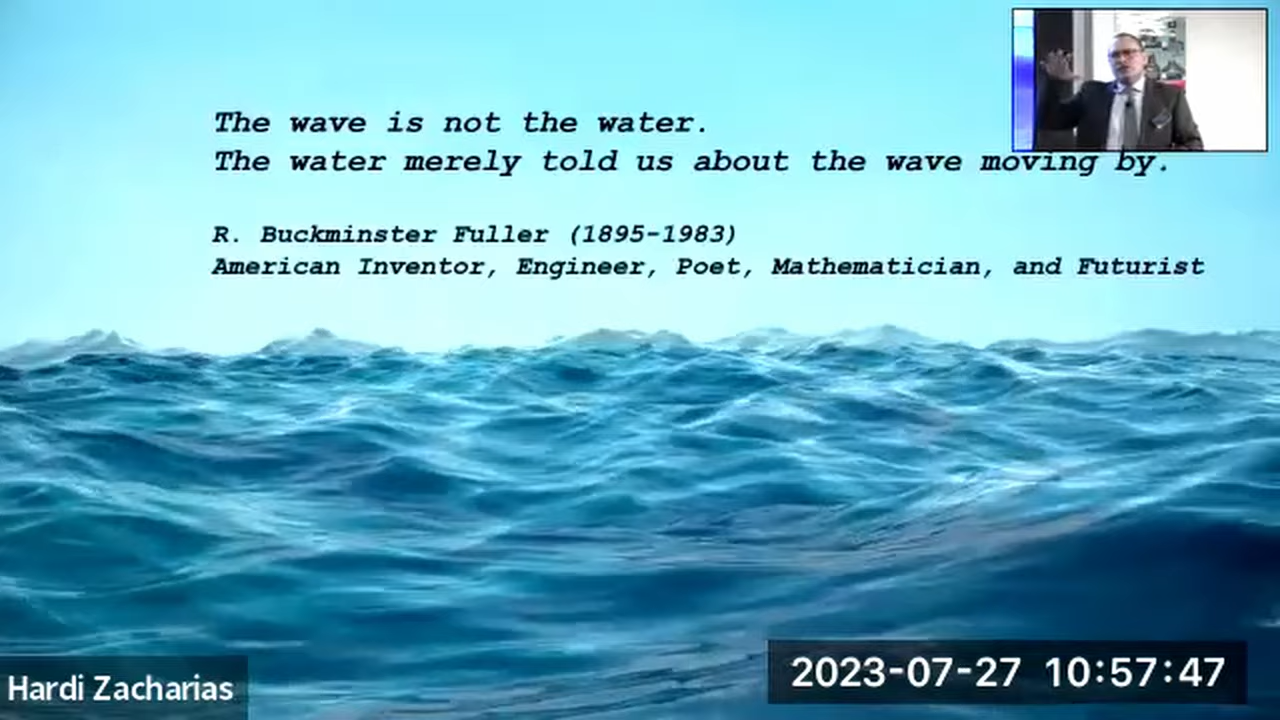 The wave is not the water.
The water merely told us about the wave moving by.
R. Buckminster Fuller (1895-1983)
American Inventor, Engineer, Poet, Mathematician, and Futurist
Hardi Zacharias
2023-07-27 10:57:47